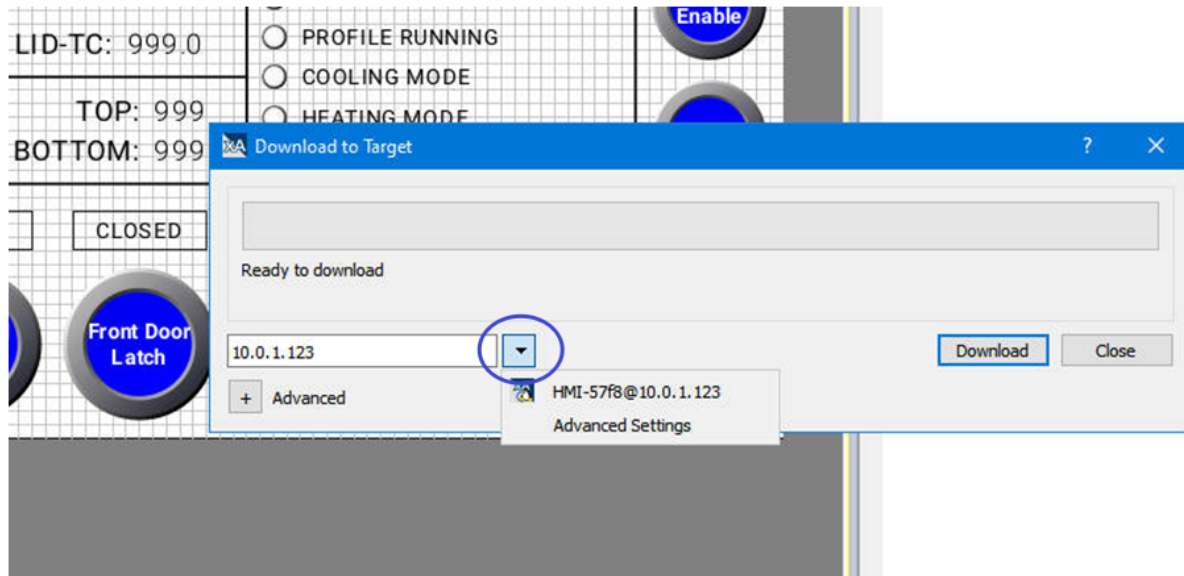 Enable
LID-TC: 999.0
PROFILE RUNNING
COOLING MODE
TOP: 999
HEATING MODE
BOTTOM: 999
CLOSED
Front Door
Latch
Download to Target
?
Ready to download
10.0.1.123
Download
Close
+ Advanced
HMI-57f8@10.0.1.123
Advanced Settings